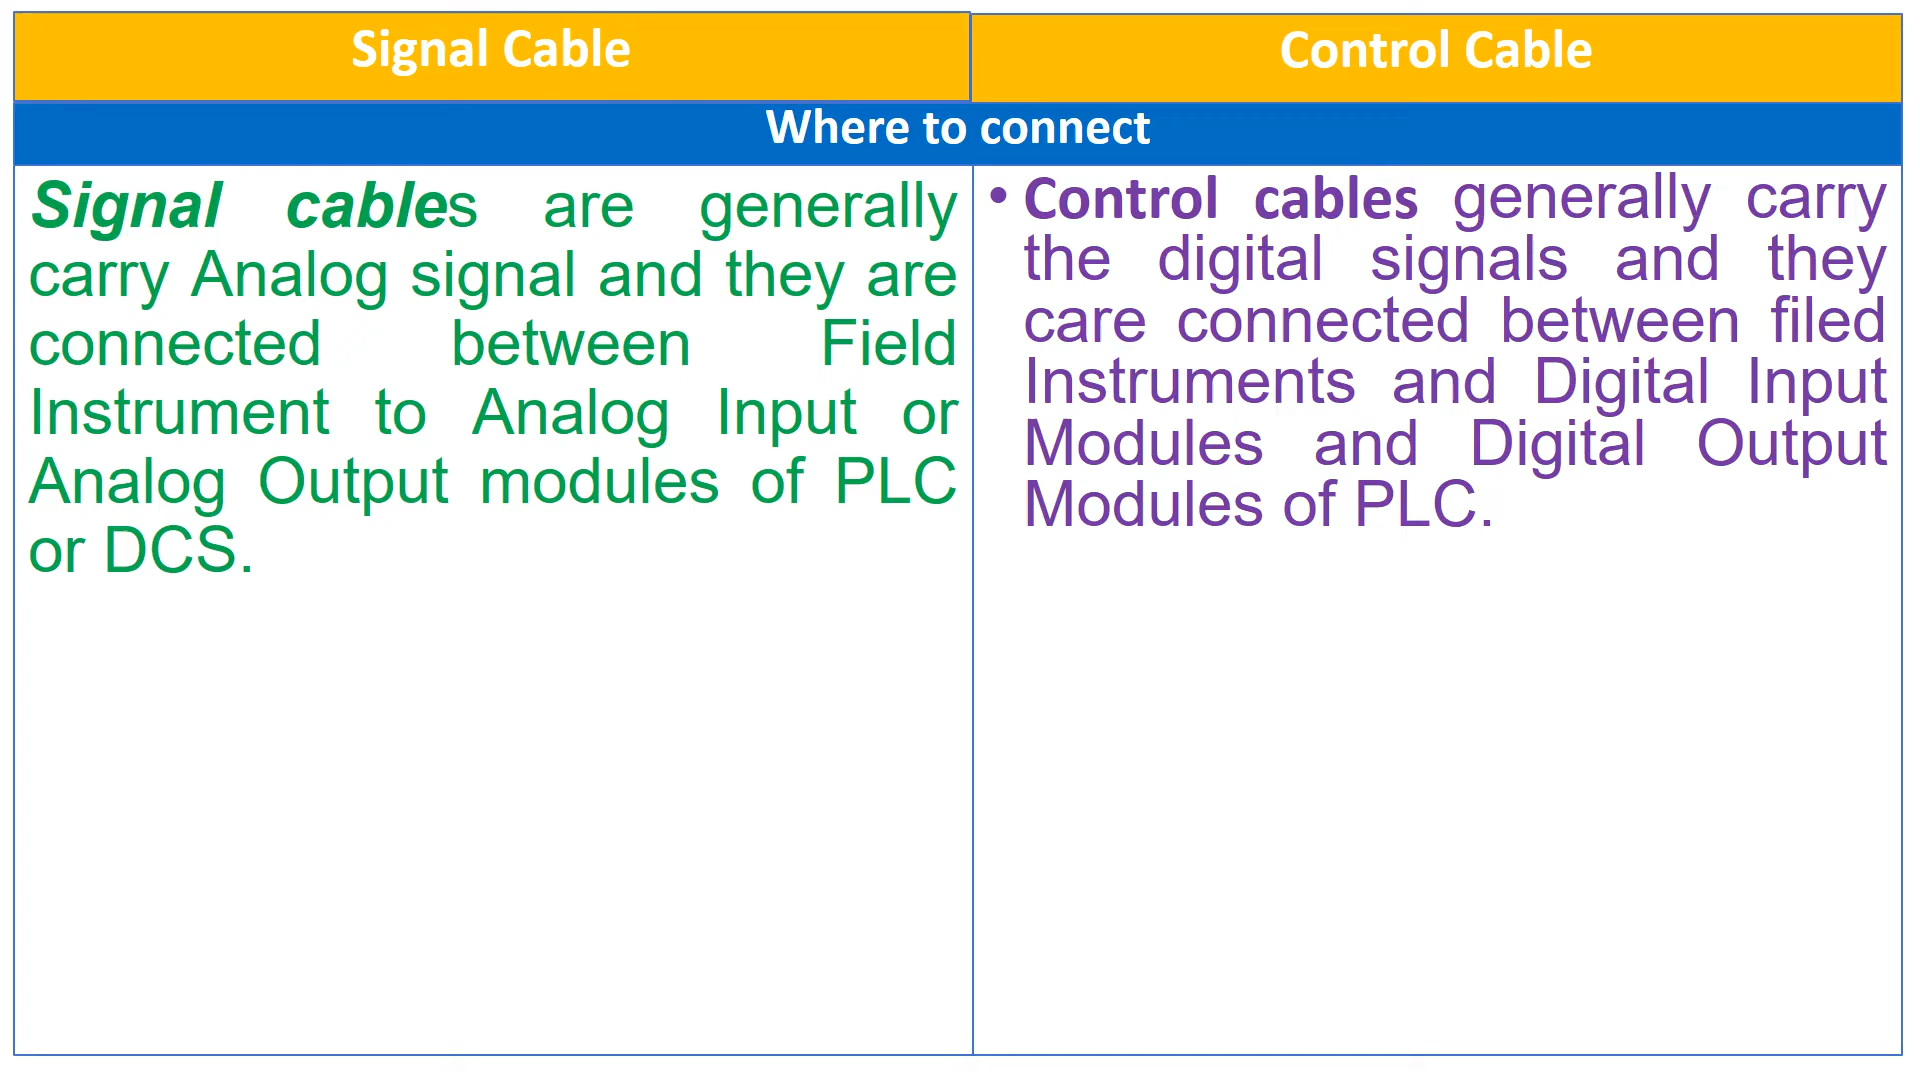 Signal Cable
Control Cable
Where to connect
Signal cables are generally
carry Analog signal and they are
connected between Field
Instrument to Analog Input or
Analog Output modules of PLC
or DCS.
• Control cables generally carry
the digital signals and they
care connected between filed
Instruments and Digital Input
Modules and Digital Output
Modules of PLC.